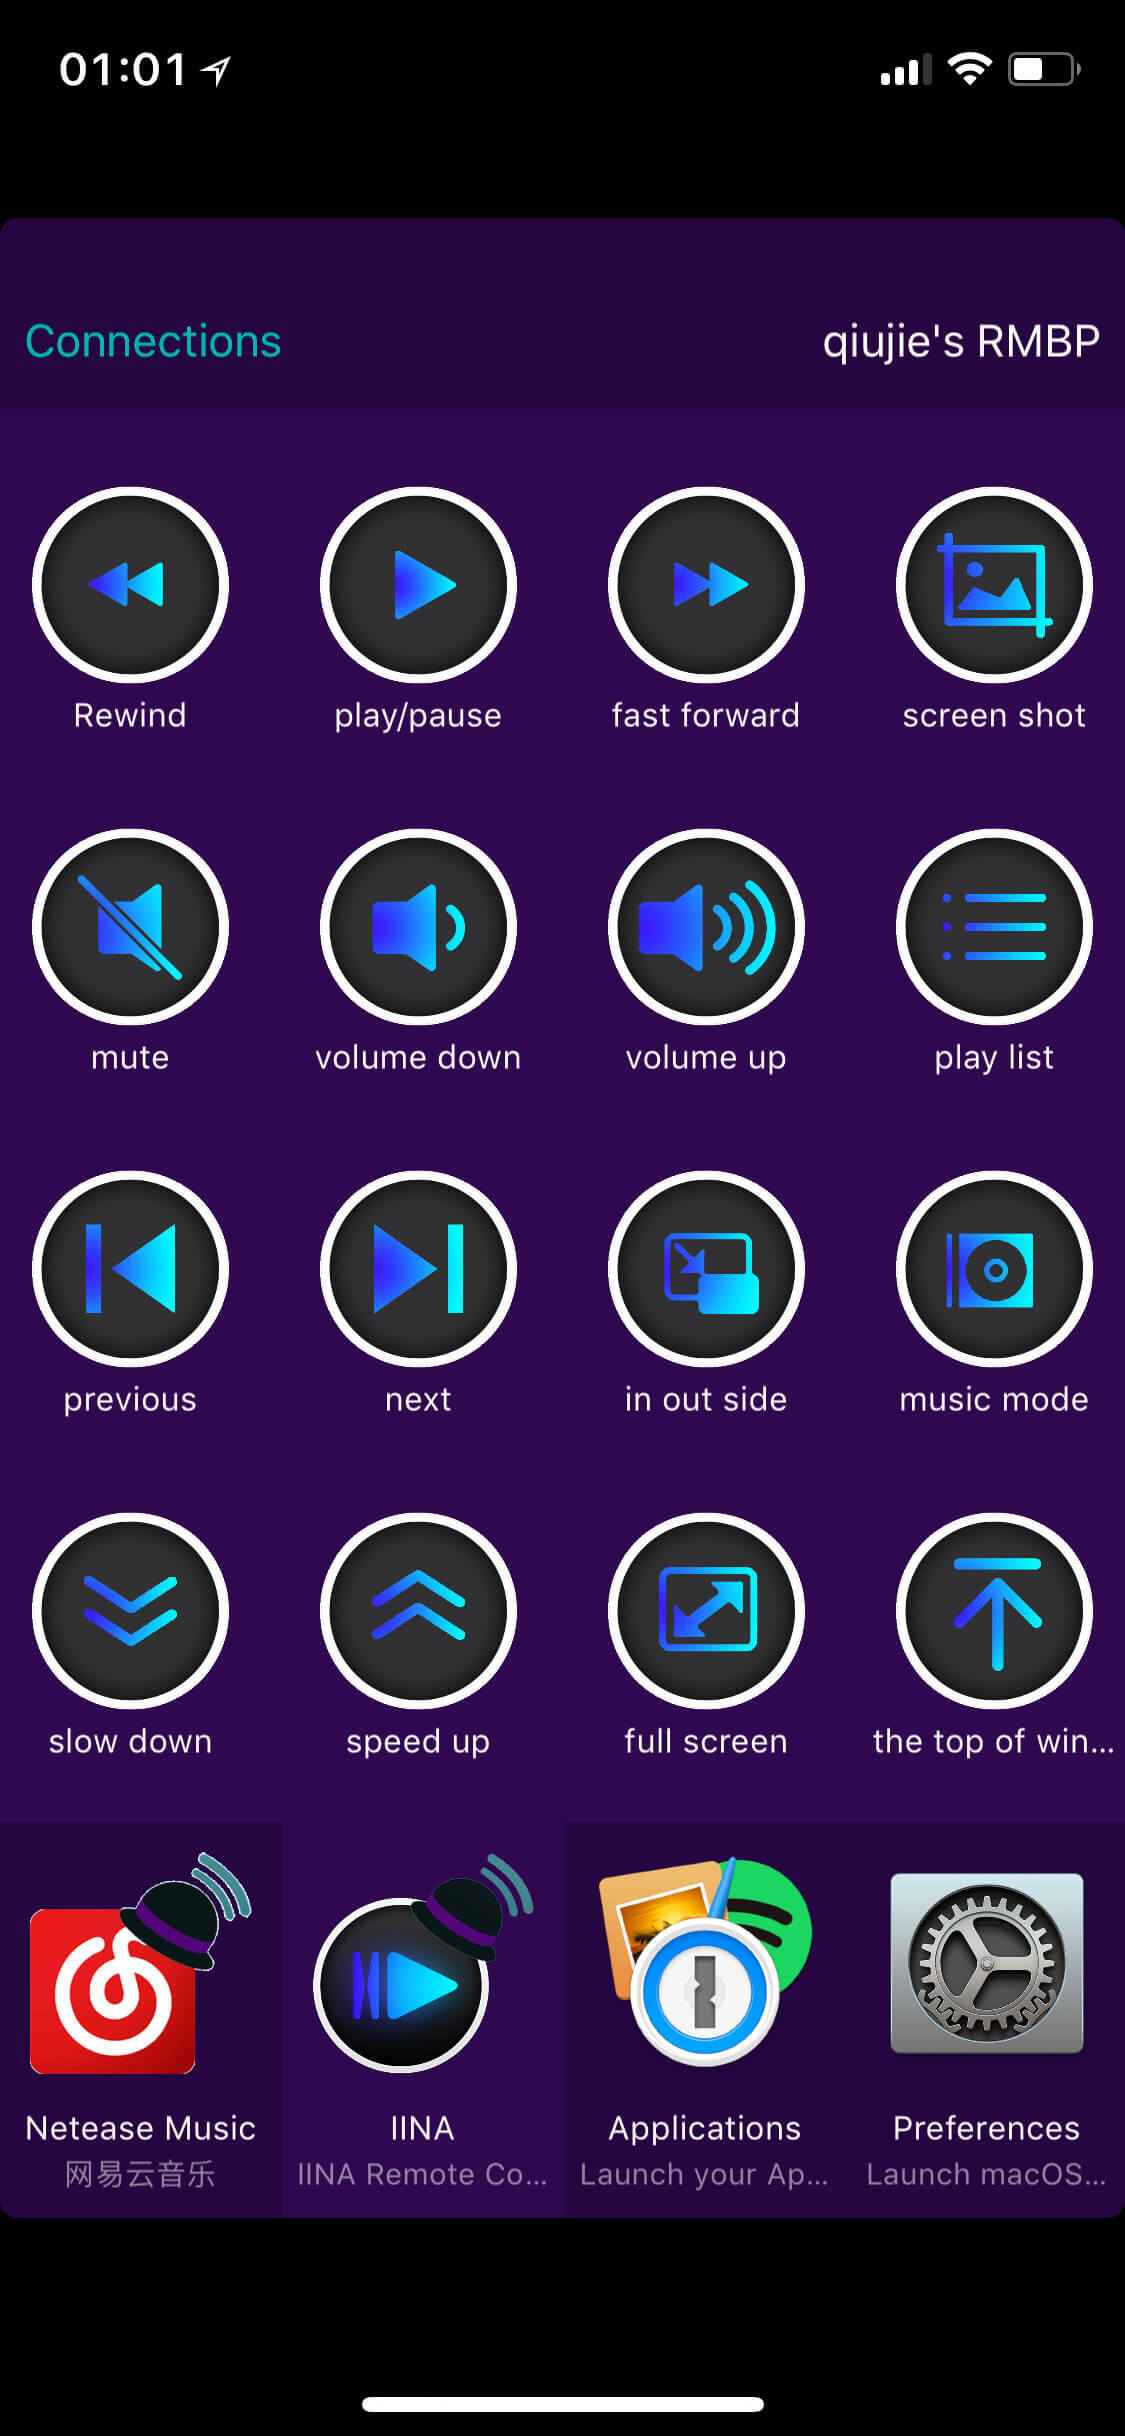 01:01
Connections
qiujie's RMBP
Rewind
play/pause
fast forward
screen shot
mute
volume down
volume up
play list
previous
next
in out side
music mode
slow down
speed up
full screen
the top of win...
Netease Music
网易云音乐
IINA
IINA Remote Co...
Applications
Launch your Ap...
Preferences
Launch macOS...